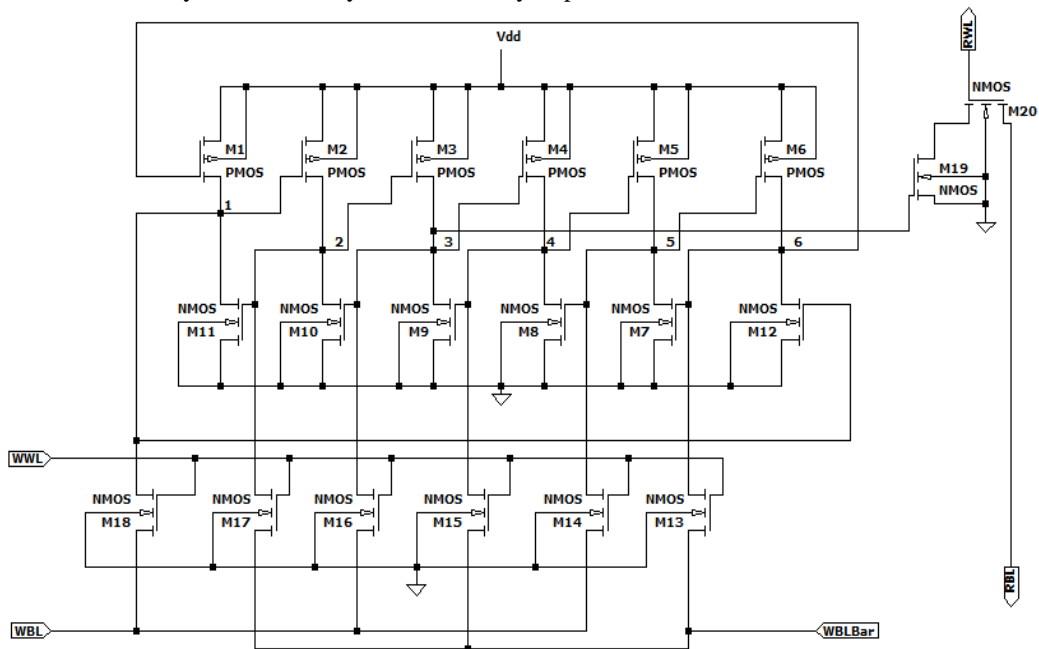 Vdd
RWL
NMOS
M20
M1
PMOS
M2
PMOS
M3
PMOS
M4
PMOS
M5
PMOS
M6
PMOS
M19
NMOS
1
2
3
4
5
6
NMOS
M11
NMOS
M10
NMOS
M9
NMOS
M8
NMOS
M7
NMOS
M12
WWL
NMOS
M18
NMOS
M17
NMOS
M16
NMOS
M15
NMOS
M14
NMOS
M13
RBL
WBL
WBLBar